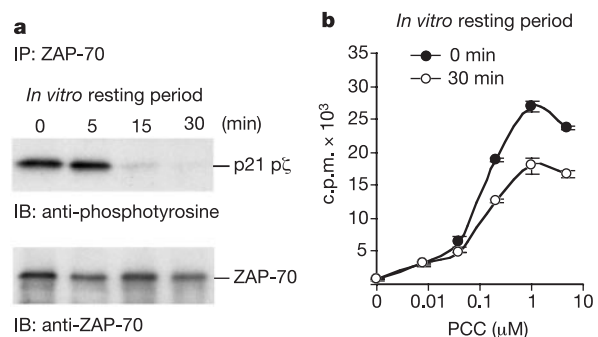 a
IP: ZAP-70
In vitro resting period
0 5 15 30 (min)
p21 pζ
IB: anti-phosphotyrosine
ZAP-70
IB: anti-ZAP-70
b
In vitro resting period
0 min
30 min
35
30
25
20
15
10
5
c.p.m. × 10³
0 0.01 0.1 1 10
PCC (μM)